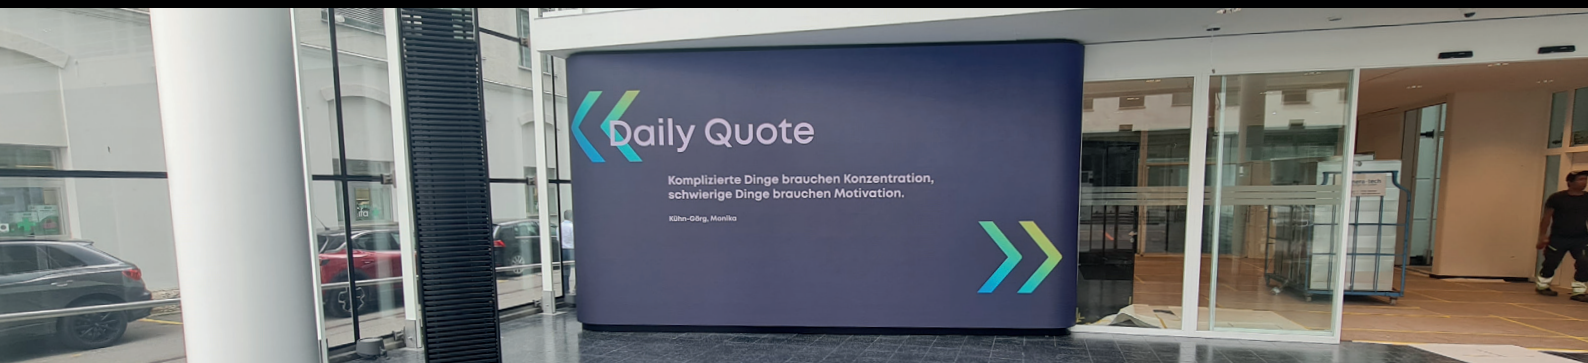 Daily Quote
Komplizierte Dinge brauchen Konzentration,
schwierige Dinge brauchen Motivation.
Kühn-Görg, Monika